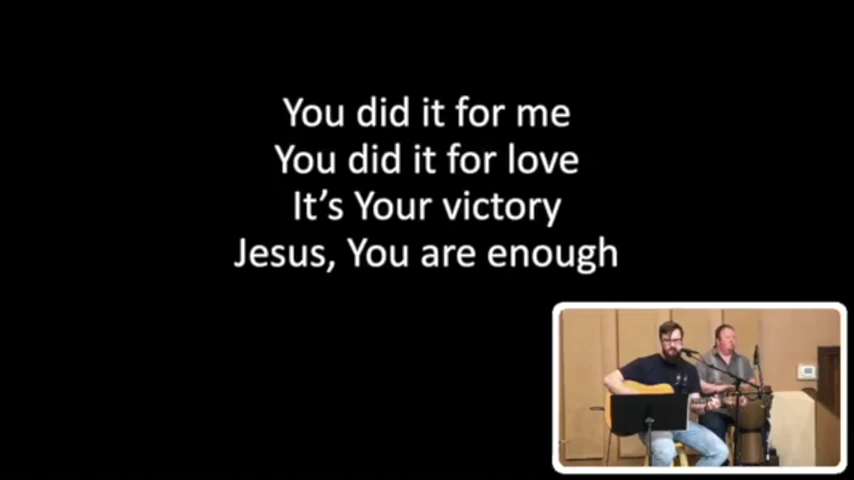 You did it for me
You did it for love
It’s Your victory
Jesus, You are enough